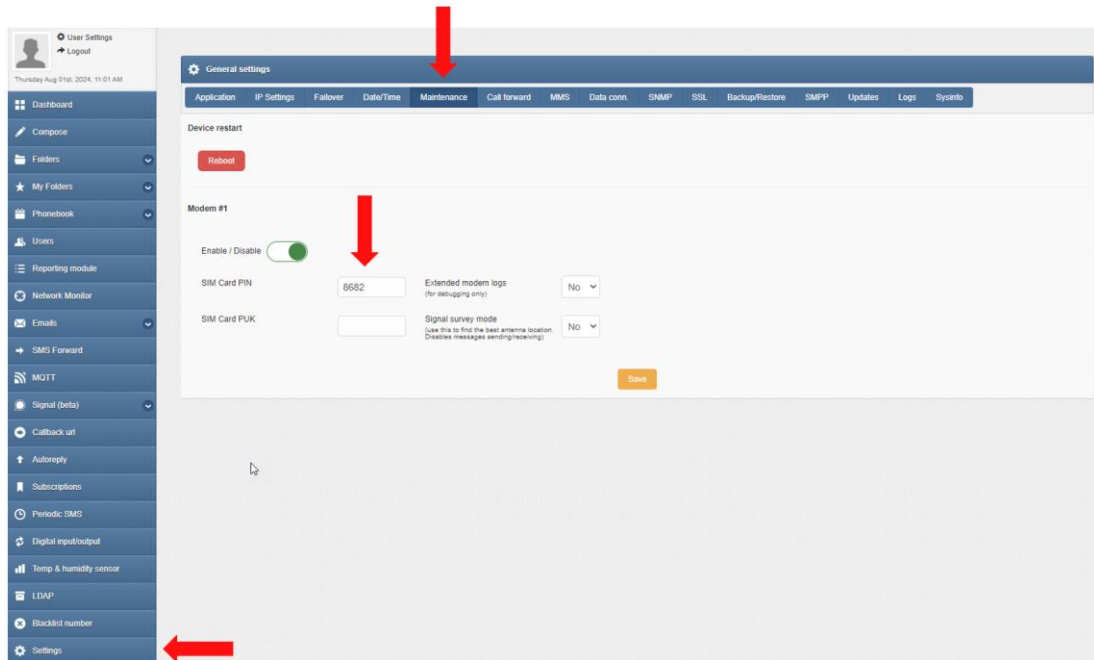 User Settings
Logout
Thursday Aug 01st, 2024, 11:01 AM
Dashboard
Compose
Folders
My Folders
Phonebook
Users
Reporting module
Network Monitor
Emails
SMS Forward
MQTT
Signal (beta)
Callback url
Autoreply
Subscriptions
Periodic SMS
Digital input/output
Temp & humidity sensor
LDAP
Blacklist number
Settings
General settings
Application IP Settings Failover Date/Time Maintenance Call forward MMS Data conn. SNMP SSL Backup/Restore SMPP Updates Logs Sysinfo
Device restart
Reboot
Modem #1
Enable / Disable
SIM Card PIN 8682 Extended modem logs No
(for debugging only)
SIM Card PUK Signal survey mode No
(use this to find the best antenna location.
Disables messages sending/receiving)
Save